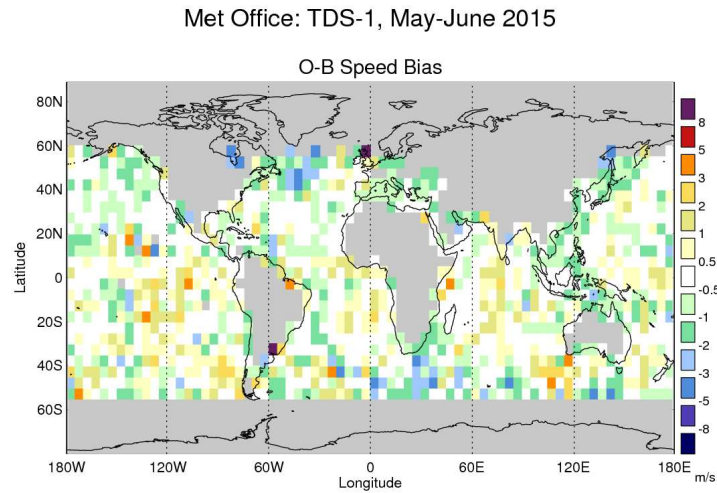 Met Office: TDS-1, May-June 2015
O-B Speed Bias
80N
60N
40N
20N
0
20S
40S
60S
Latitude
180W
120W
60W
0
60E
120E
180E
Longitude
8
5
3
2
1
0.5
-0.5
-1
-2
-3
-5
-8
m/s